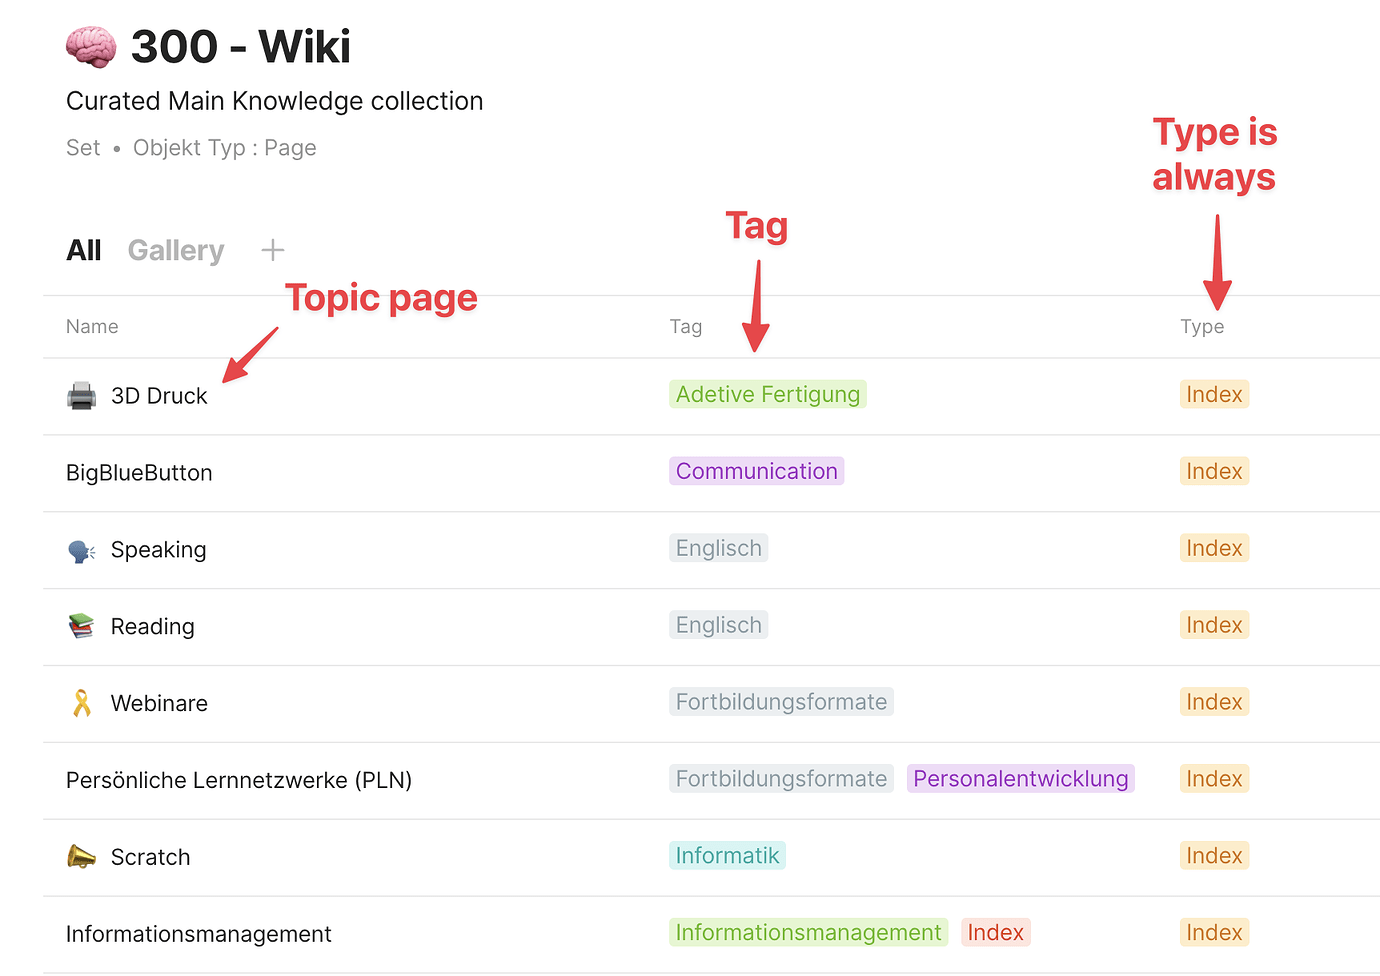 300 - Wiki
Curated Main Knowledge collection
Set • Objekt Typ : Page
Type is
always
Tag
All Gallery +
Topic page
Name Tag Type
3D Druck Adetive Fertigung Index
BigBlueButton Communication Index
Speaking Englisch Index
Reading Englisch Index
Webinare Fortbildungsformate Index
Persönliche Lernnetzwerke (PLN) Fortbildungsformate Personalentwicklung Index
Scratch Informatik Index
Informationsmanagement Informationsmanagement Index Index